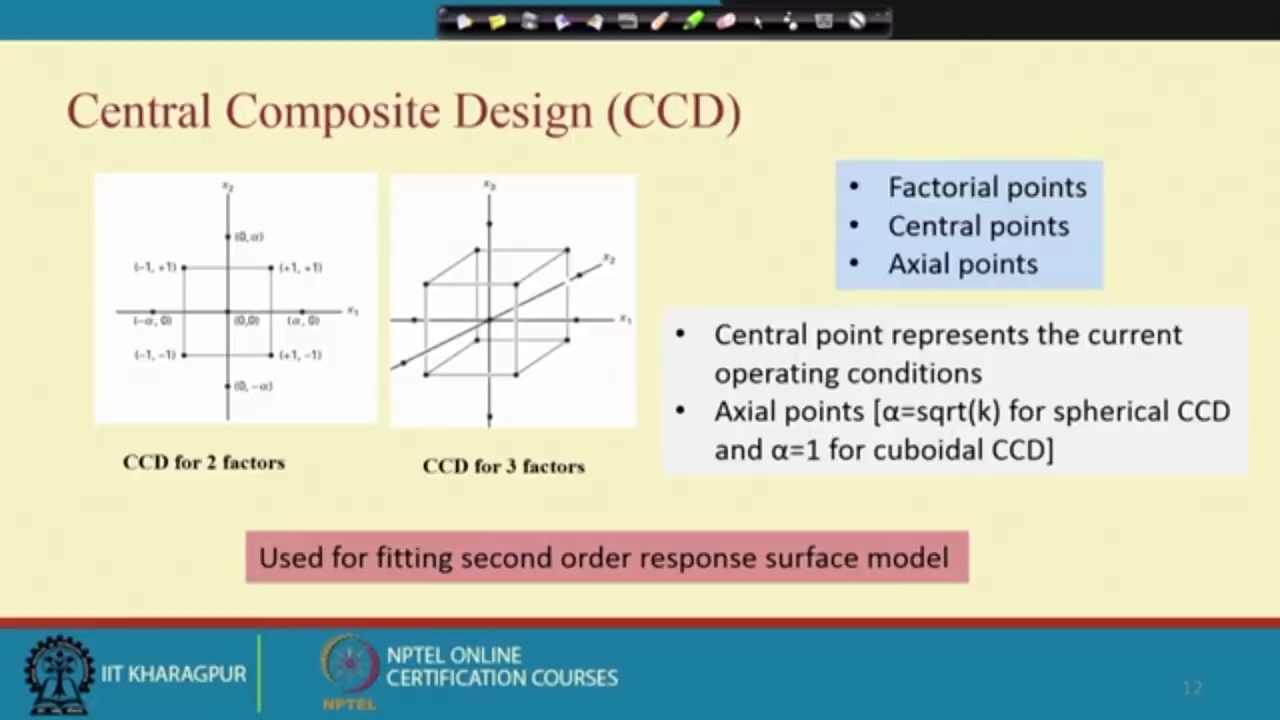 Central Composite Design (CCD)
x₂
(0, α)
(-1, +1) (+1, +1)
x₁
(-α, 0) (0,0) (α, 0)
(-1, -1) (+1, -1)
(0, -α)
CCD for 2 factors
x₃
x₂
x₁
CCD for 3 factors
• Factorial points
• Central points
• Axial points
• Central point represents the current
operating conditions
• Axial points [α=sqrt(k) for spherical CCD
and α=1 for cuboidal CCD]
Used for fitting second order response surface model
IIT KHARAGPUR
NPTEL
NPTEL ONLINE
CERTIFICATION COURSES
12